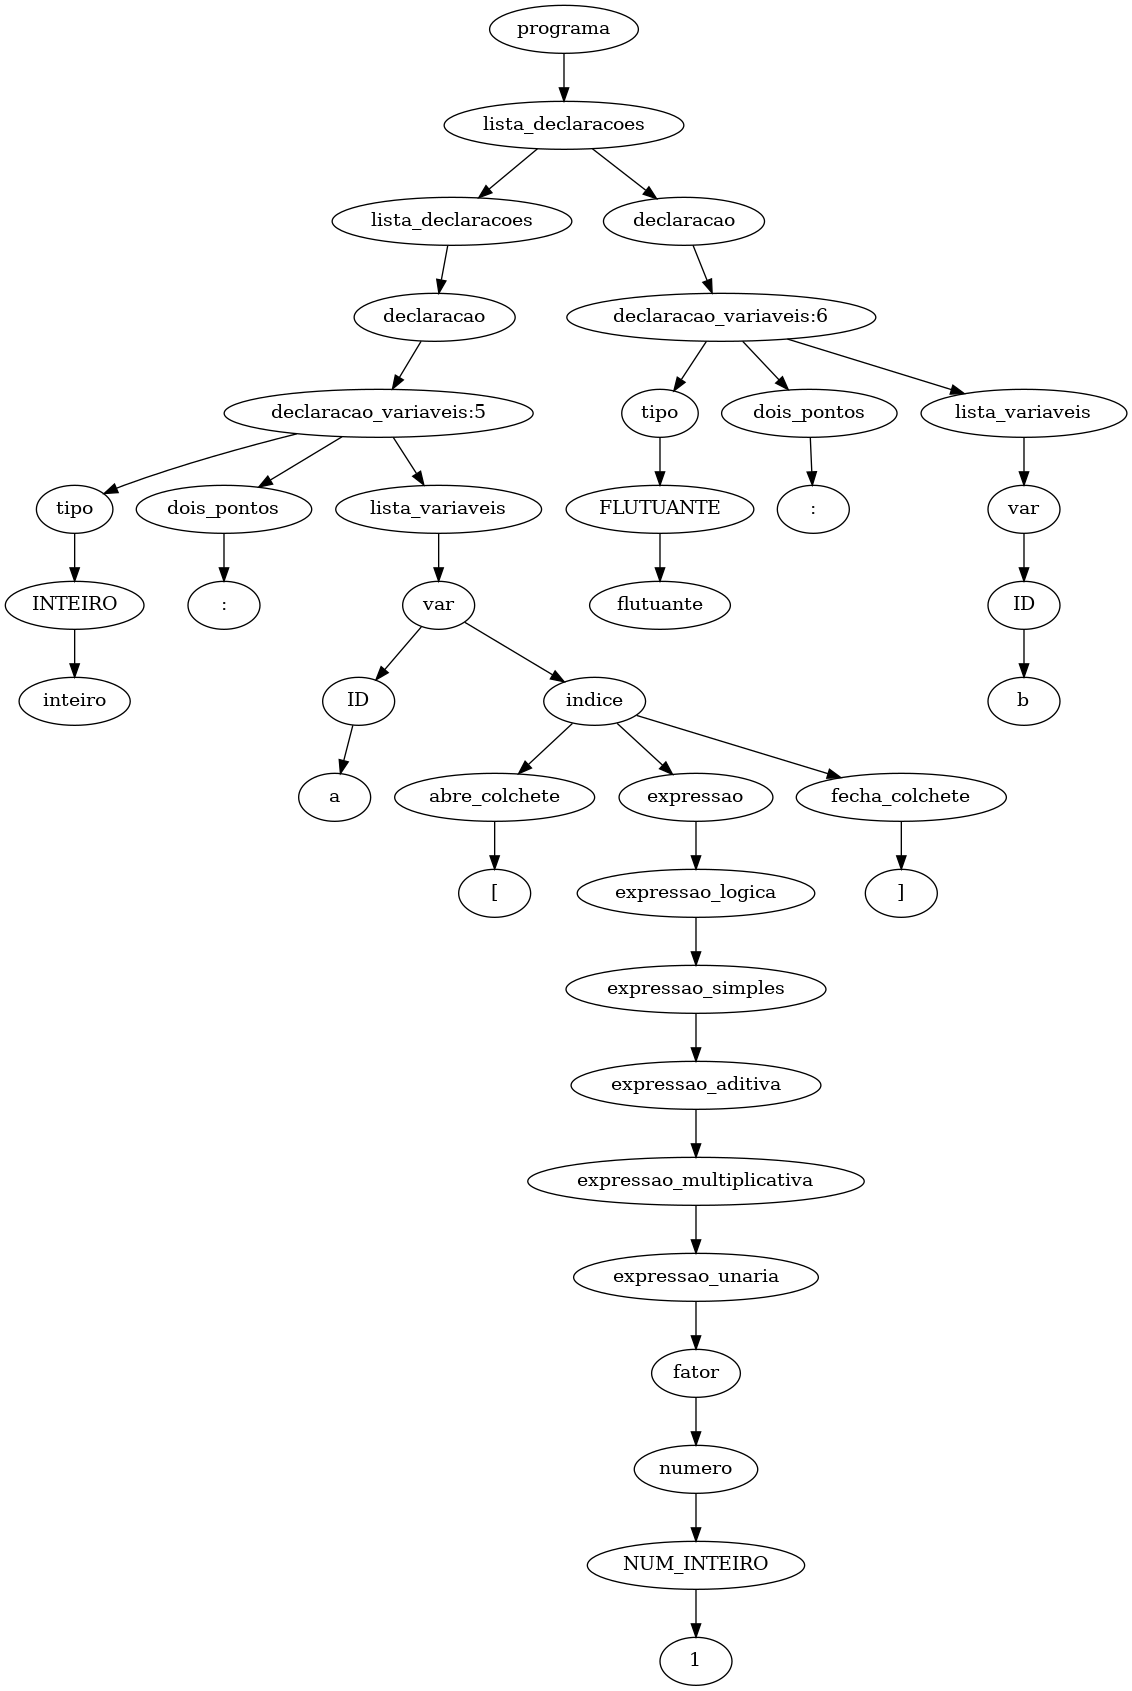 programa
lista_declaracoes
lista_declaracoes
declaracao
declaracao
declaracao_variaveis:6
declaracao_variaveis:5
tipo
dois_pontos
lista_variaveis
tipo
dois_pontos
lista_variaveis
FLUTUANTE
:
var
INTEIRO
:
var
flutuante
ID
inteiro
ID
indice
b
a
abre_colchete
expressao
fecha_colchete
[
expressao_logica
]
expressao_simples
expressao_aditiva
expressao_multiplicativa
expressao_unaria
fator
numero
NUM_INTEIRO
1